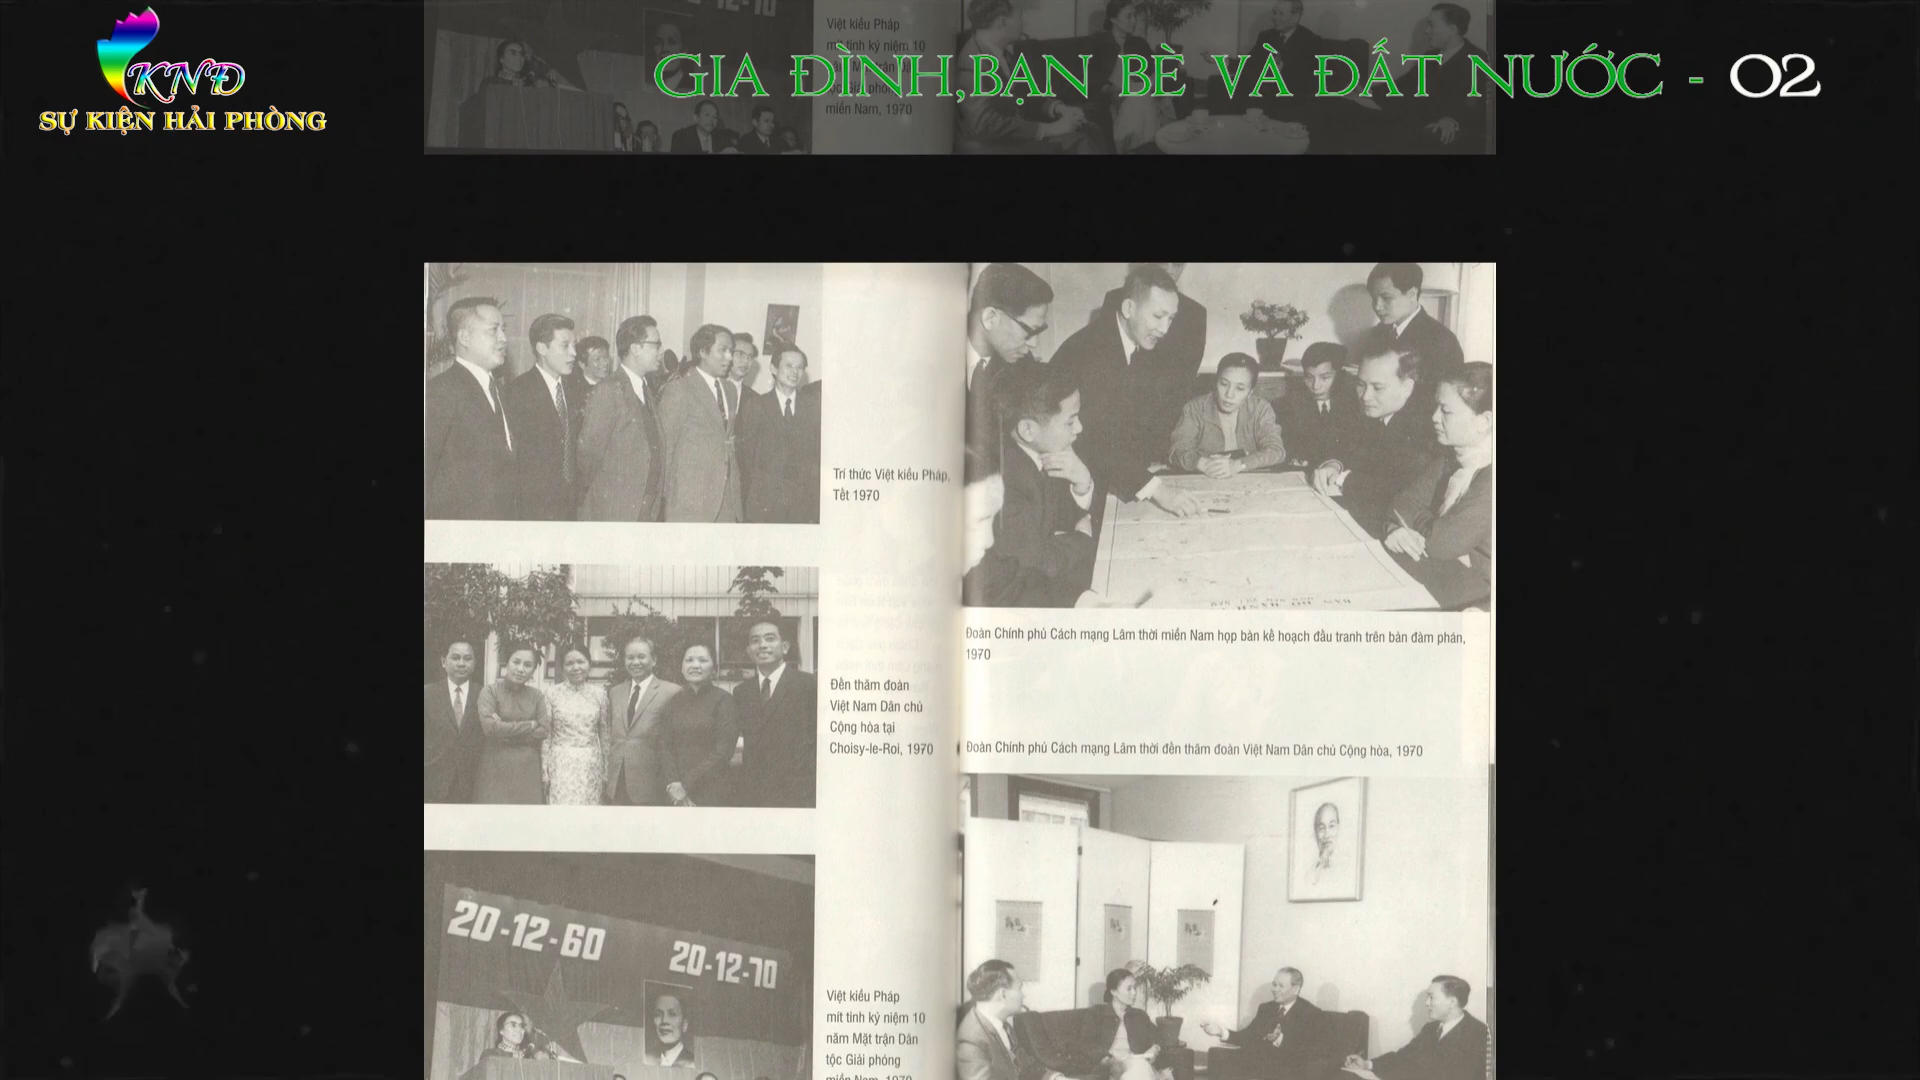 KNĐ
SỰ KIỆN HẢI PHÒNG
GIA ĐÌNH,BẠN BÈ VÀ ĐẤT NƯỚC - 02
Việt kiều Pháp
mít tinh kỷ niệm 10
miền Nam, 1970
Trí thức Việt kiều Pháp,
Tết 1970
Đến thăm đoàn
Việt Nam Dân chủ
Cộng hòa tại
Choisy-le-Roi, 1970
20-12-60
20-12-70
Việt kiều Pháp
mít tinh kỷ niệm 10
năm Mặt trận Dân
tộc Giải phóng
miền Nam, 1970
Đoàn Chính phủ Cách mạng Lâm thời miền Nam họp bàn kế hoạch đấu tranh trên bàn đàm phán,
1970
Đoàn Chính phủ Cách mạng Lâm thời đến thăm đoàn Việt Nam Dân chủ Cộng hòa, 1970